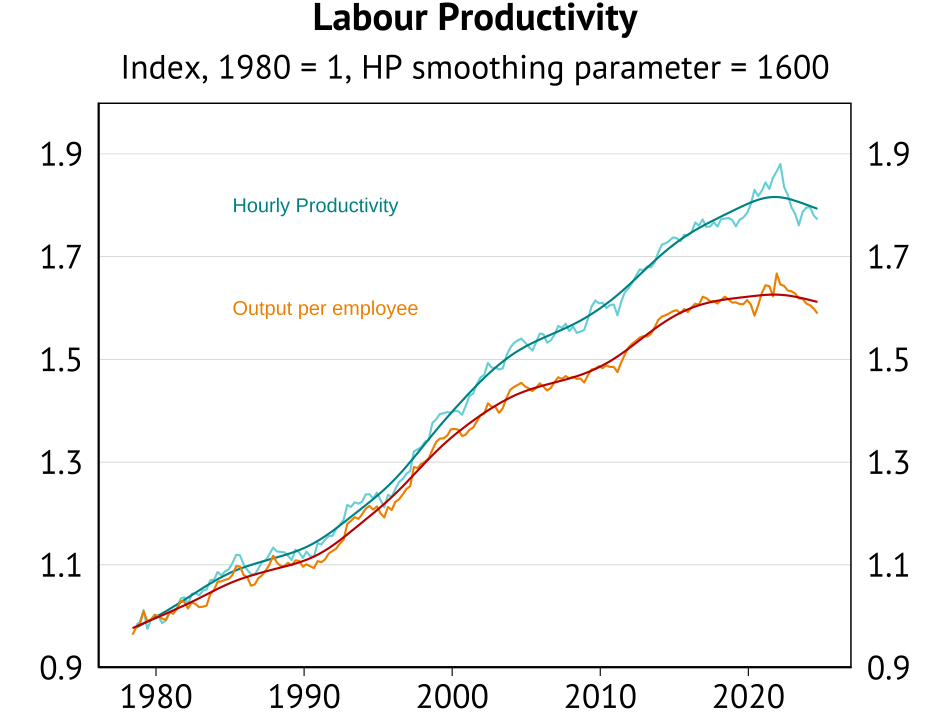 Labour Productivity
Index, 1980 = 1, HP smoothing parameter = 1600
1.9 1.9
Hourly Productivity
1.7 1.7
Output per employee
1.5 1.5
1.3 1.3
1.1 1.1
0.9 0.9
1980 1990 2000 2010 2020